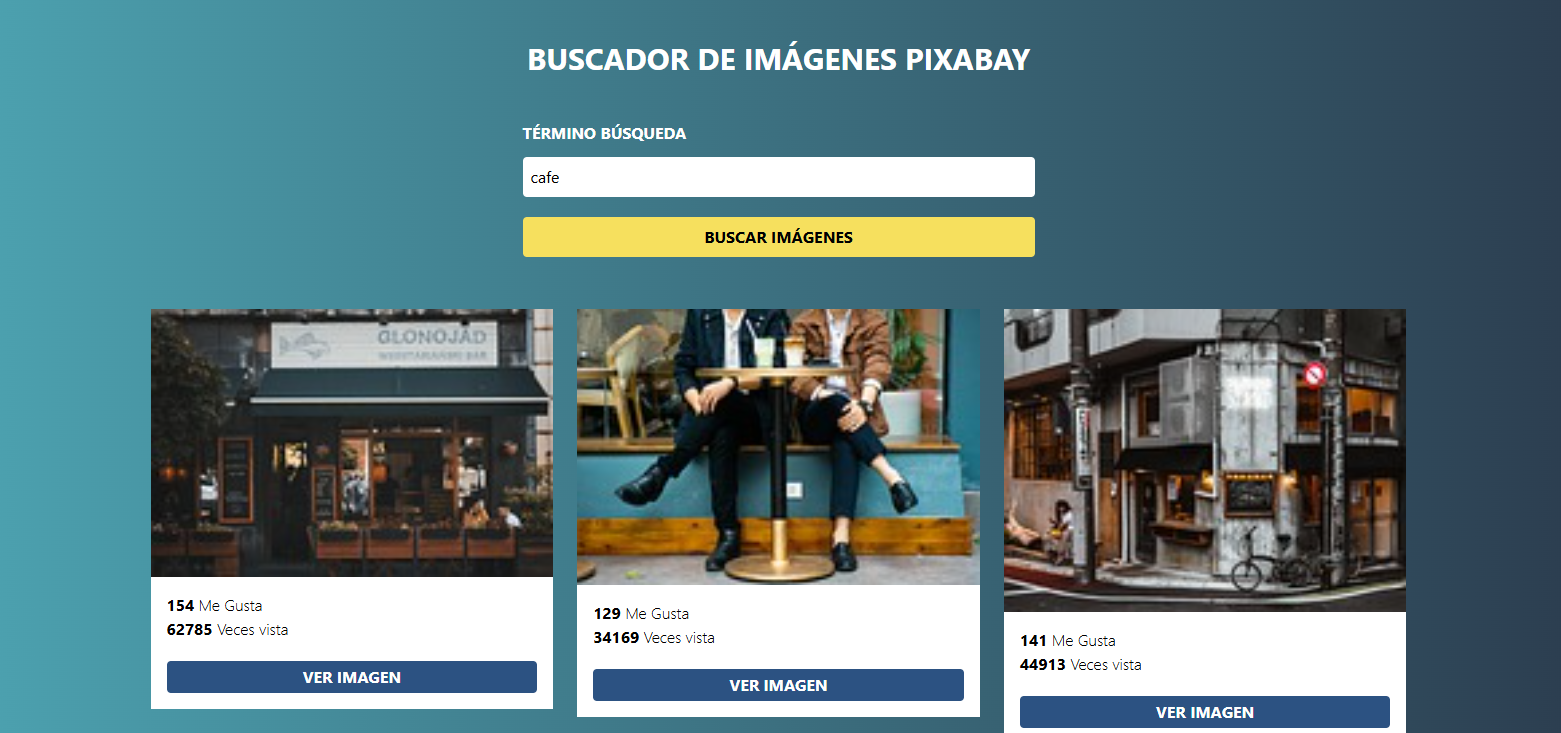 BUSCADOR DE IMÁGENES PIXABAY
TÉRMINO BÚSQUEDA
cafe
BUSCAR IMÁGENES
GLONOJAD
154 Me Gusta
62785 Veces vista
VER IMAGEN
129 Me Gusta
34169 Veces vista
VER IMAGEN
141 Me Gusta
44913 Veces vista
VER IMAGEN